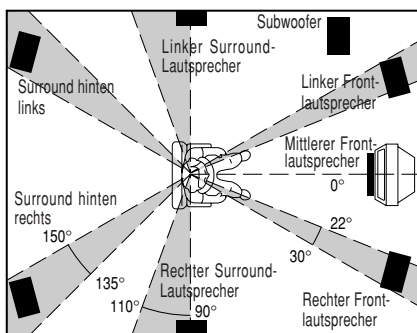 Subwoofer
Linker Surround-
Lautsprecher
Surround hinten
links
Linker Front-
lautsprecher
Mittlerer Front-
lautsprecher
0°
Surround hinten
rechts
150°
135°
110°
90°
22°
30°
Rechter Surround-
Lautsprecher
Rechter Front-
lautsprecher